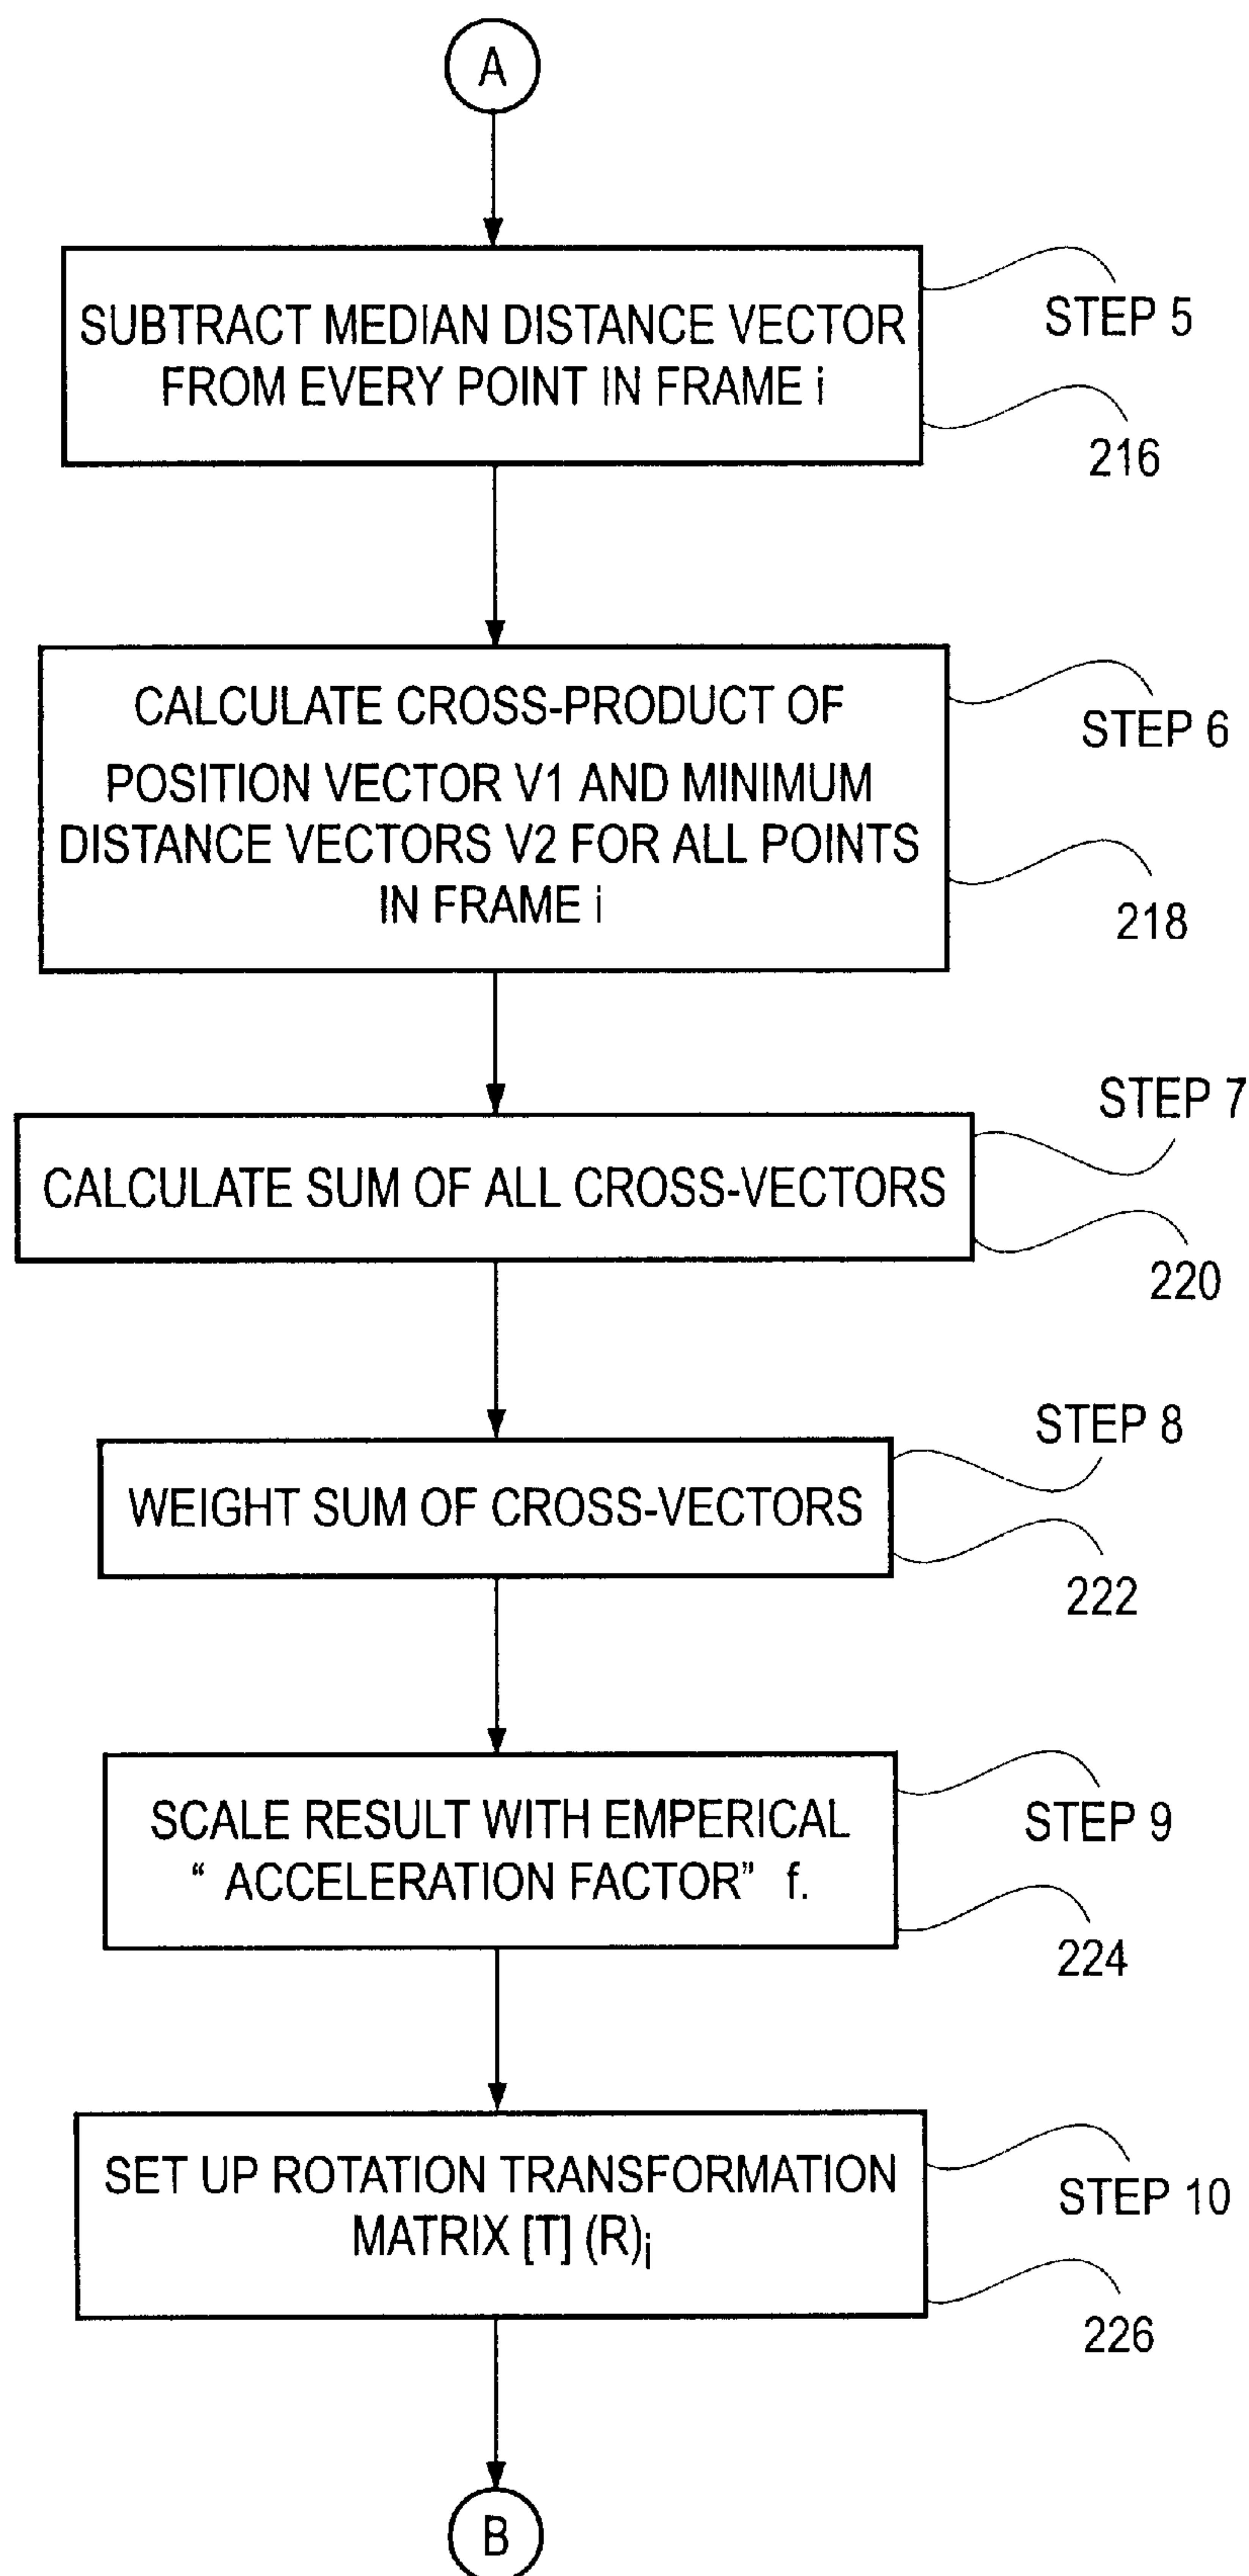 A
SUBTRACT MEDIAN DISTANCE VECTOR
FROM EVERY POINT IN FRAME i
STEP 5
216
CALCULATE CROSS-PRODUCT OF
POSITION VECTOR V1 AND MINIMUM
DISTANCE VECTORS V2 FOR ALL POINTS
IN FRAME i
STEP 6
218
CALCULATE SUM OF ALL CROSS-VECTORS
STEP 7
220
WEIGHT SUM OF CROSS-VECTORS
STEP 8
222
SCALE RESULT WITH EMPERICAL
“ ACCELERATION FACTOR” f.
STEP 9
224
SET UP ROTATION TRANSFORMATION
MATRIX [T] (R)i
STEP 10
226
B